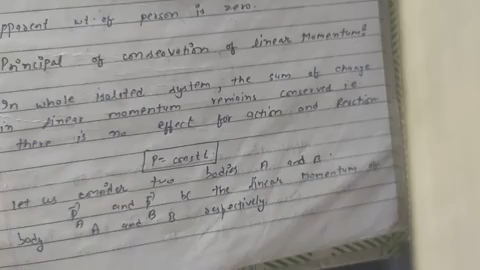 apparent wt. of person is zero.
Principal of conservation of linear Momentum:
In whole isolated system, the sum of change
in linear momentum remains conserved i.e
there is no effect for action and Reaction
P = constt
let us consider two bodies A and B.
P⃗A and P⃗B be the linear momentum of
body A and B respectively